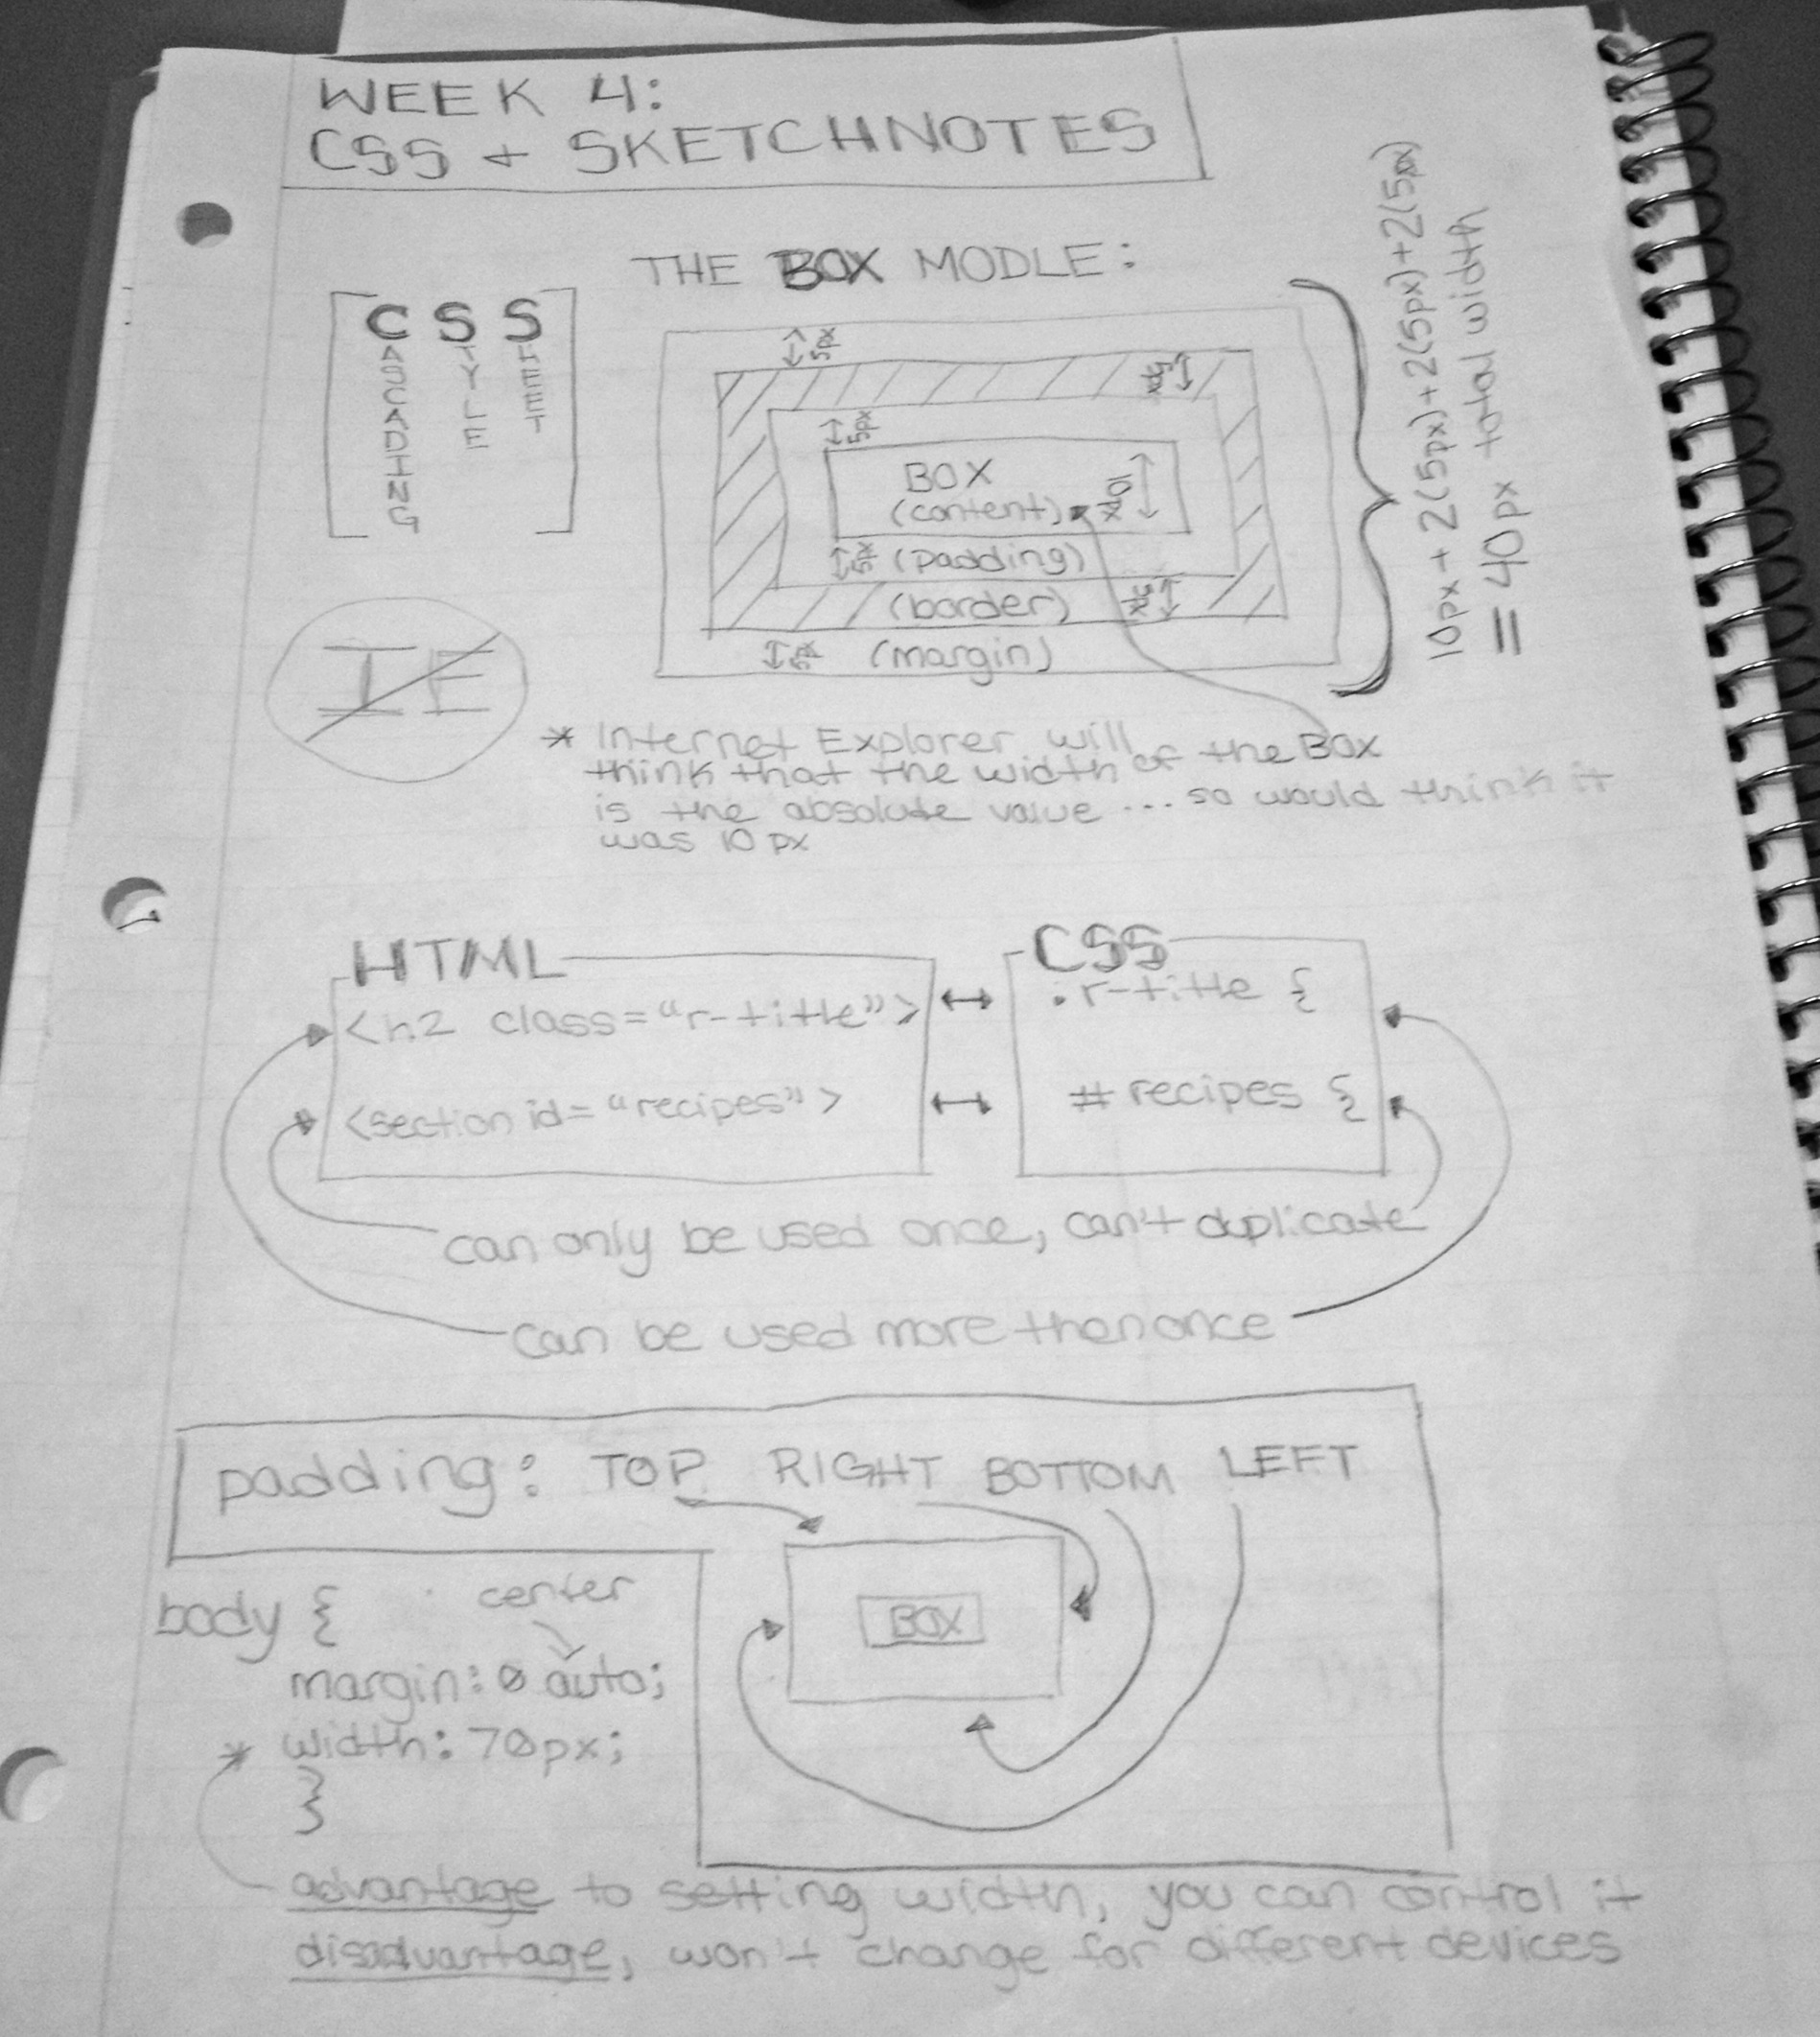 WEEK 4:
CSS + SKETCHNOTES
THE BOX MODLE:
CSS
CASCADING
STYLE
SHEET
5px
5px
5px
BOX
(content)
10px
5px
(padding)
(border)
5px
5px
(margin)
10px + 2(5px) + 2(5px) + 2(5px)
= 40px total width
IE
* Internet Explorer will
think that the width of the BOX
is the absolute value ... so would think it
was 10 px
HTML
<h2 class="r-title">
<section id="recipes">
CSS
.r-title {
#recipes {
can only be used once, can't duplicate
can be used more then once
padding: TOP RIGHT BOTTOM LEFT
BOX
body {
center
margin: 0 auto;
* width: 70px;
}
advantage to setting width, you can control it
disadvantage, won't change for different devices